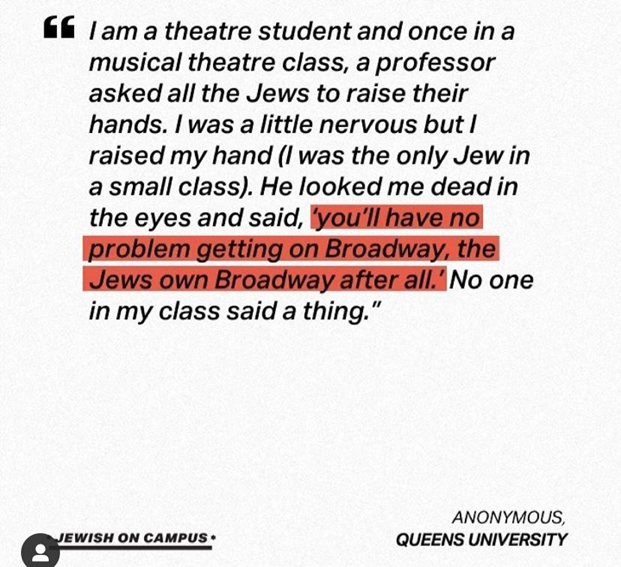 “I am a theatre student and once in a
musical theatre class, a professor
asked all the Jews to raise their
hands. I was a little nervous but I
raised my hand (I was the only Jew in
a small class). He looked me dead in
the eyes and said, ‘you’ll have no
problem getting on Broadway, the
Jews own Broadway after all.’ No one
in my class said a thing.”
ANONYMOUS,
• JEWISH ON CAMPUS •
QUEENS UNIVERSITY